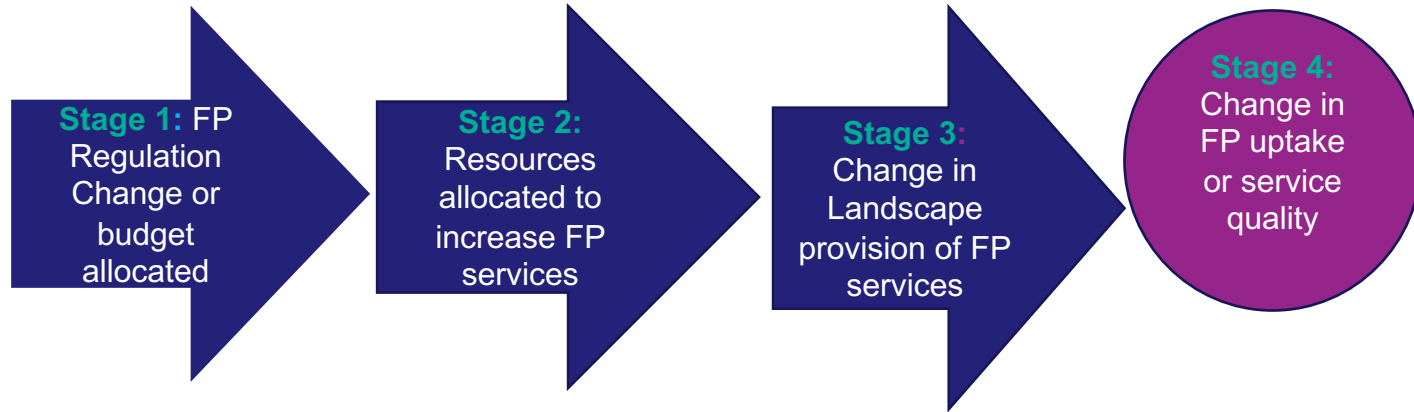 Stage 1: FP
Regulation
Change or
budget
allocated
Stage 2:
Resources
allocated to
increase FP
services
Stage 3:
Change in
Landscape
provision of FP
services
Stage 4:
Change in
FP uptake
or service
quality